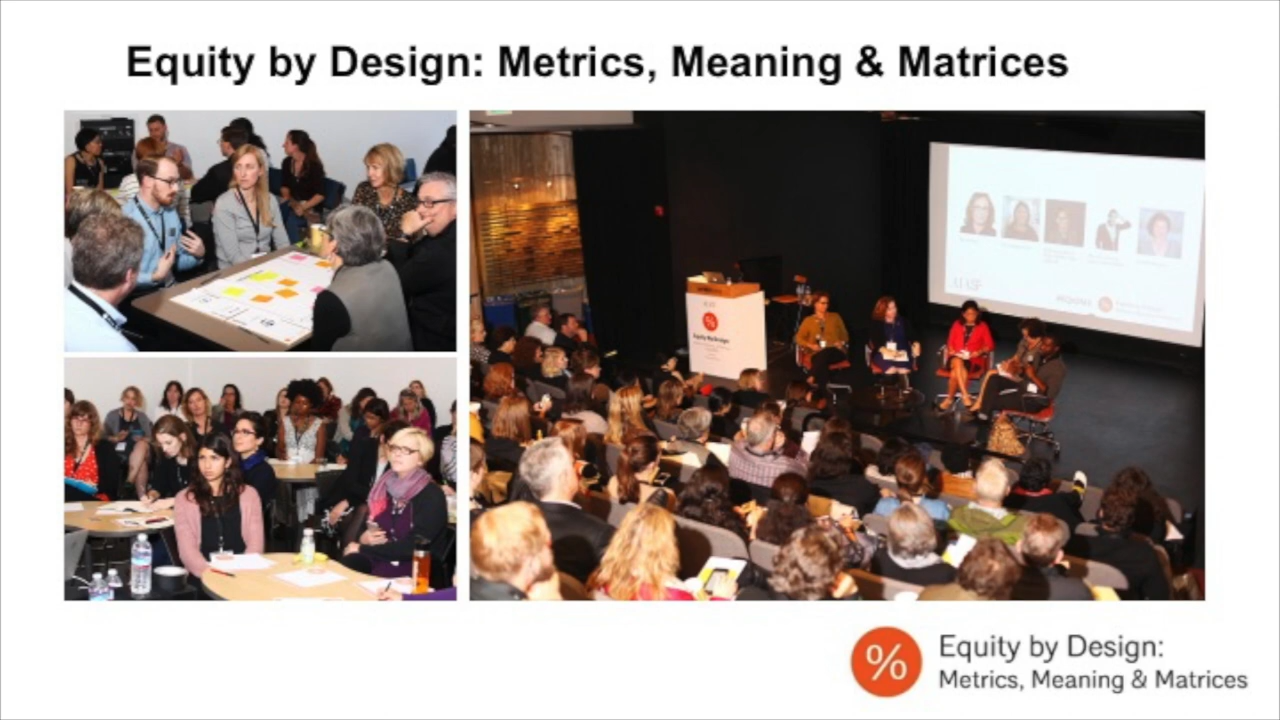 Equity by Design: Metrics, Meaning & Matrices
%
Equity by Design:
Metrics, Meaning & Matrices